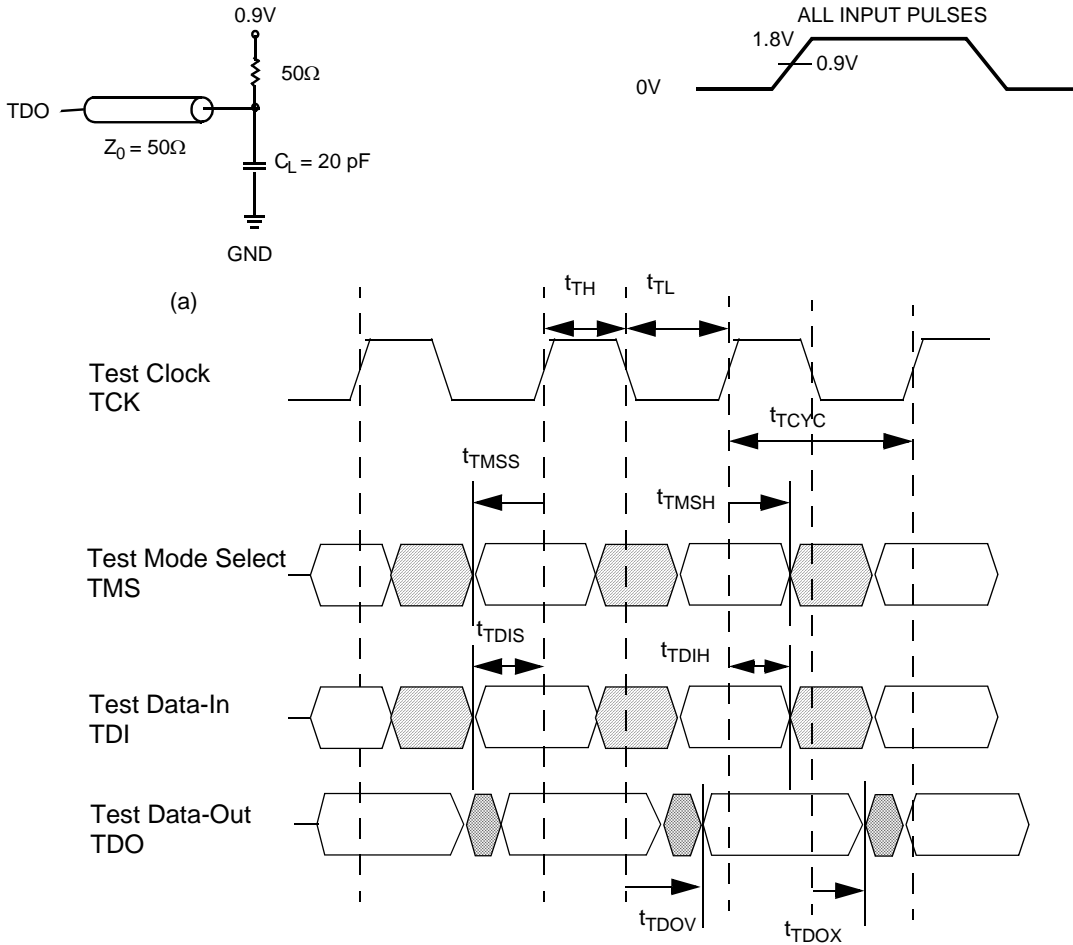 0.9V
50Ω
TDO
Z0 = 50Ω
CL = 20 pF
GND
(a)
ALL INPUT PULSES
1.8V
0.9V
0V
tTH
tTL
Test Clock
TCK
tTCYC
tTMSS
tTMSH
Test Mode Select
TMS
tTDIS
tTDIH
Test Data-In
TDI
Test Data-Out
TDO
tTDOV
tTDOX